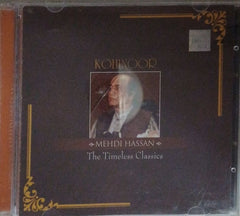 KOHINOOR
MEHDI HASSAN
The Timeless Classics